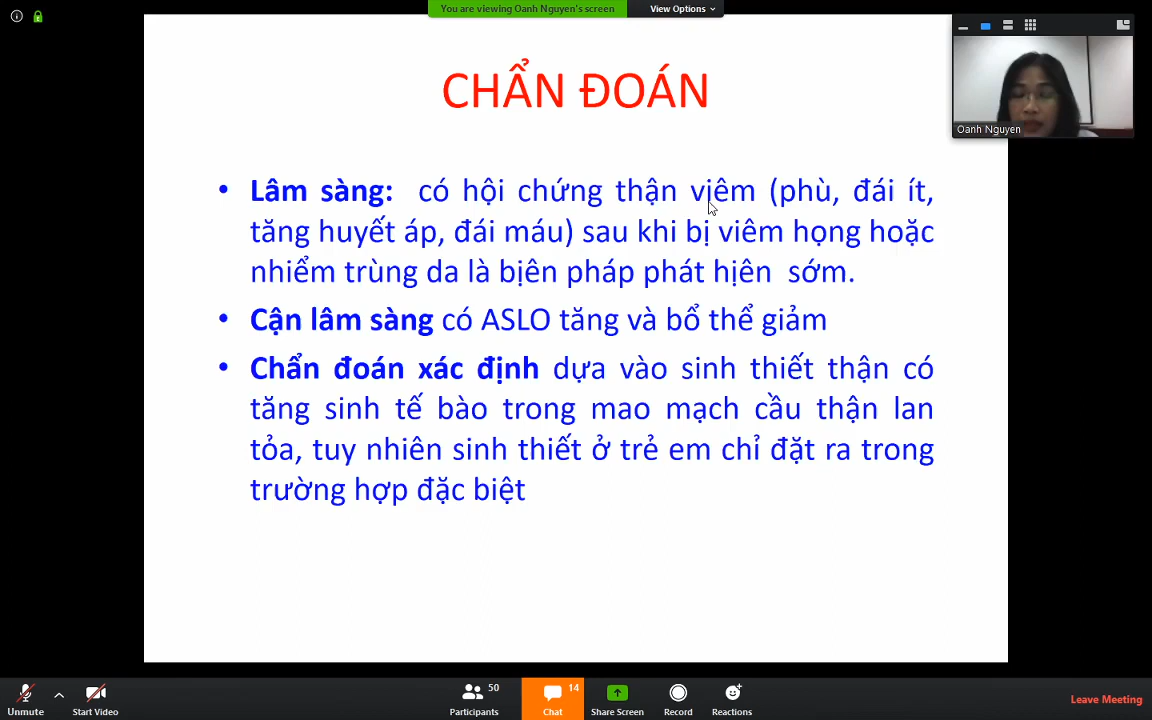 You are viewing Oanh Nguyen's screen
View Options
CHẨN ĐOÁN
Oanh Nguyen
• Lâm sàng: có hội chứng thận viêm (phù, đái ít,
tăng huyết áp, đái máu) sau khi bị viêm họng hoặc
nhiểm trùng da là bịên pháp phát hịên sớm.
• Cận lâm sàng có ASLO tăng và bổ thể giảm
• Chẩn đoán xác định dựa vào sinh thiết thận có
tăng sinh tế bào trong mao mạch cầu thận lan
tỏa, tuy nhiên sinh thiết ở trẻ em chỉ đặt ra trong
trường hợp đặc biệt
Unmute
Start Video
50
Participants
14
Chat
Share Screen
Record
Reactions
Leave Meeting